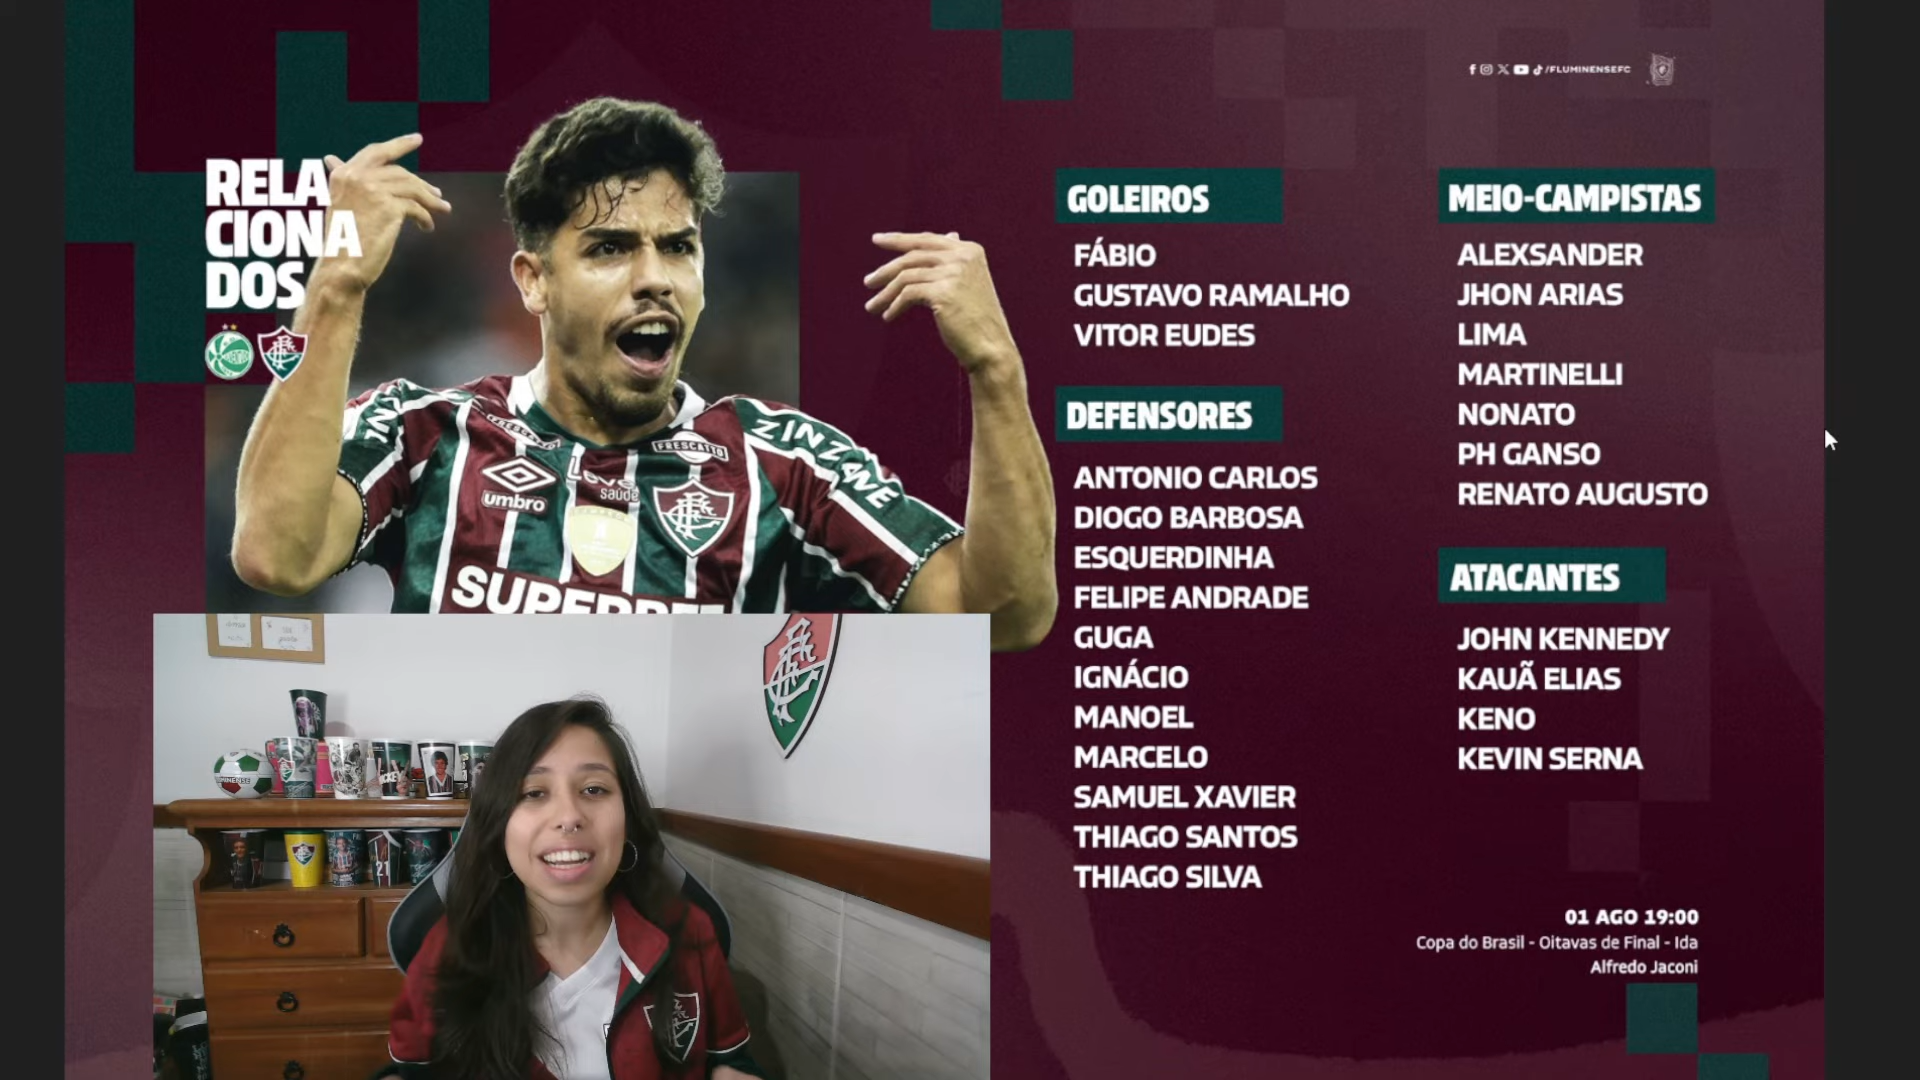 /FLUMINENSEFC
RELA
CIONA
DOS
GOLEIROS
FÁBIO
GUSTAVO RAMALHO
VITOR EUDES
DEFENSORES
ANTONIO CARLOS
DIOGO BARBOSA
ESQUERDINHA
FELIPE ANDRADE
GUGA
IGNÁCIO
MANOEL
MARCELO
SAMUEL XAVIER
THIAGO SANTOS
THIAGO SILVA
MEIO-CAMPISTAS
ALEXSANDER
JHON ARIAS
LIMA
MARTINELLI
NONATO
PH GANSO
RENATO AUGUSTO
ATACANTES
JOHN KENNEDY
KAUÃ ELIAS
KENO
KEVIN SERNA
01 AGO 19:00
Copa do Brasil - Oitavas de Final - Ida
Alfredo Jaconi
FRESCATTO
ZINZANE
umbro
saúde
21